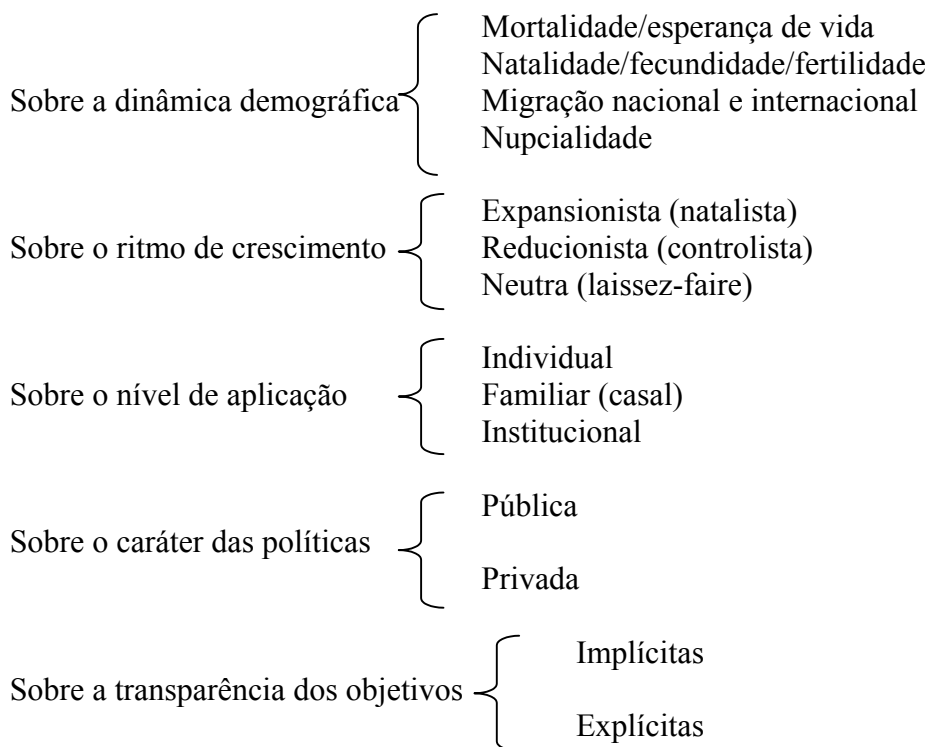 Mortalidade/esperança de vida
Natalidade/fecundidade/fertilidade
Sobre a dinâmica demográfica
Migração nacional e internacional
Nupcialidade
Expansionista (natalista)
Sobre o ritmo de crescimento
Reducionista (controlista)
Neutra (laissez-faire)
Individual
Sobre o nível de aplicação
Familiar (casal)
Institucional
Pública
Sobre o caráter das políticas
Privada
Implícitas
Sobre a transparência dos objetivos
Explícitas